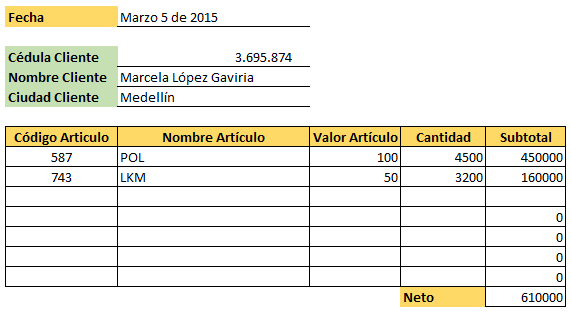 Fecha Marzo 5 de 2015
Cédula Cliente 3.695.874
Nombre Cliente Marcela López Gaviria
Ciudad Cliente Medellín
Código Articulo Nombre Artículo Valor Artículo Cantidad Subtotal
587 POL 100 4500 450000
743 LKM 50 3200 160000
0
0
0
0
Neto 610000